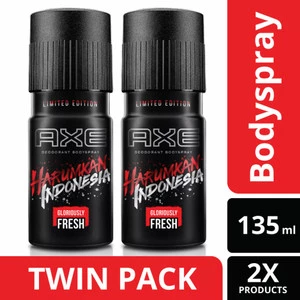 LIMITED EDITION
AXE
DEODORANT BODYSPRAY
HARUMKAN
INDONESIA
GLORIOUSLY
FRESH
LIMITED EDITION
AXE
DEODORANT BODYSPRAY
HARUMKAN
INDONESIA
GLORIOUSLY
FRESH
Bodyspray
135 ml
TWIN PACK
2X
PRODUCTS